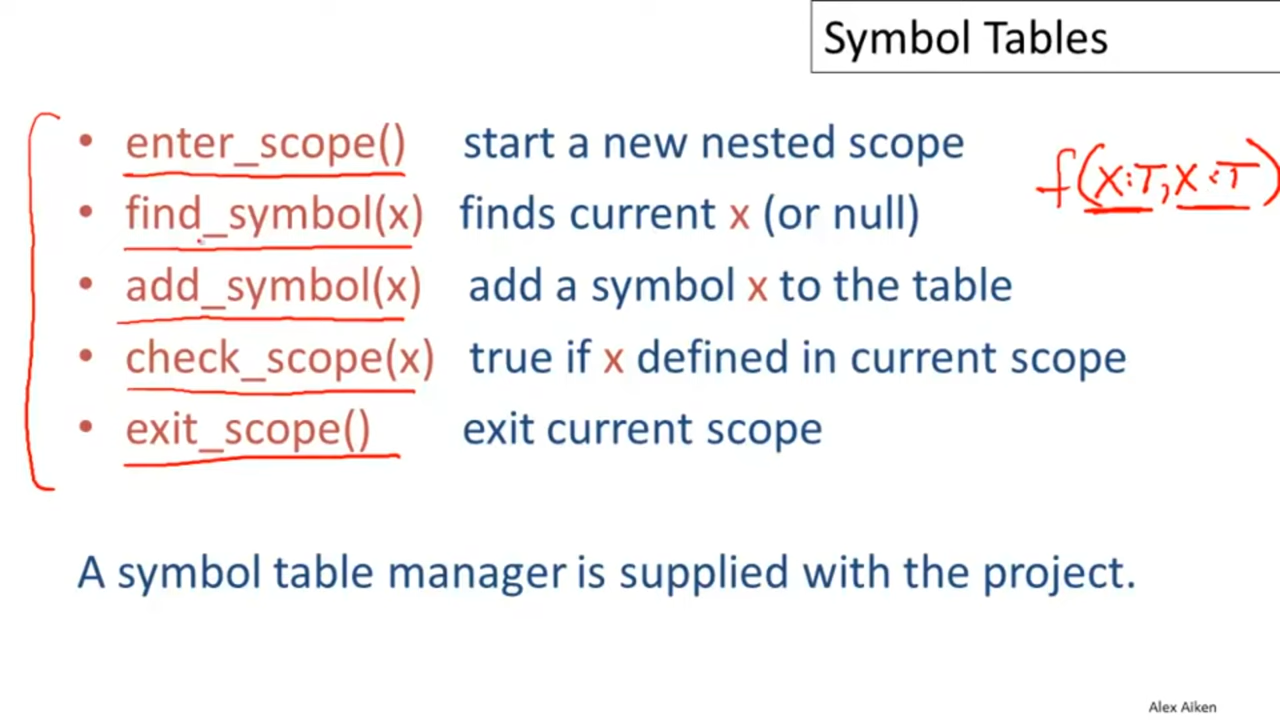 Symbol Tables
• enter_scope() start a new nested scope
f(X:T, X:T)
• find_symbol(x) finds current x (or null)
• add_symbol(x) add a symbol x to the table
• check_scope(x) true if x defined in current scope
• exit_scope() exit current scope
A symbol table manager is supplied with the project.
Alex Aiken